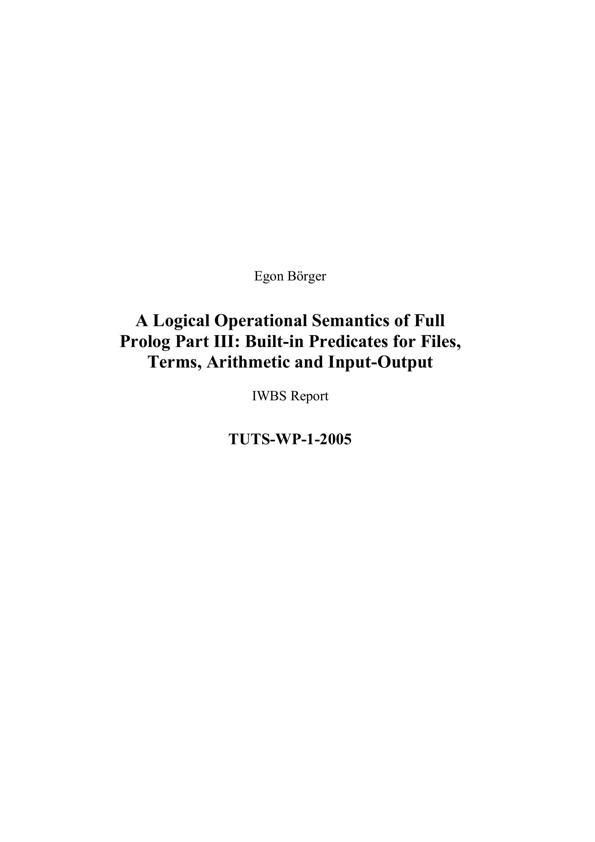 Egon Börger
A Logical Operational Semantics of Full
Prolog Part III: Built-in Predicates for Files,
Terms, Arithmetic and Input-Output
IWBS Report
TUTS-WP-1-2005